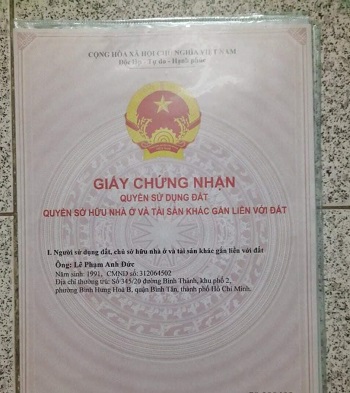 CỘNG HÒA XÃ HỘI CHỦ NGHĨA VIỆT NAM
Độc lập - Tự do - Hạnh phúc
GIẤY CHỨNG NHẬN
QUYỀN SỬ DỤNG ĐẤT
QUYỀN SỞ HỮU NHÀ Ở VÀ TÀI SẢN KHÁC GẮN LIỀN VỚI ĐẤT
I. Người sử dụng đất, chủ sở hữu nhà ở và tài sản khác gắn liền với đất
Ông: Lê Phạm Anh Đức
Năm sinh: 1991, CMND số: 312064502
Địa chỉ thường trú: Số 345/20 đường Bình Thành, khu phố 2,
phường Bình Hưng Hoà B, quận Bình Tân, thành phố Hồ Chí Minh.